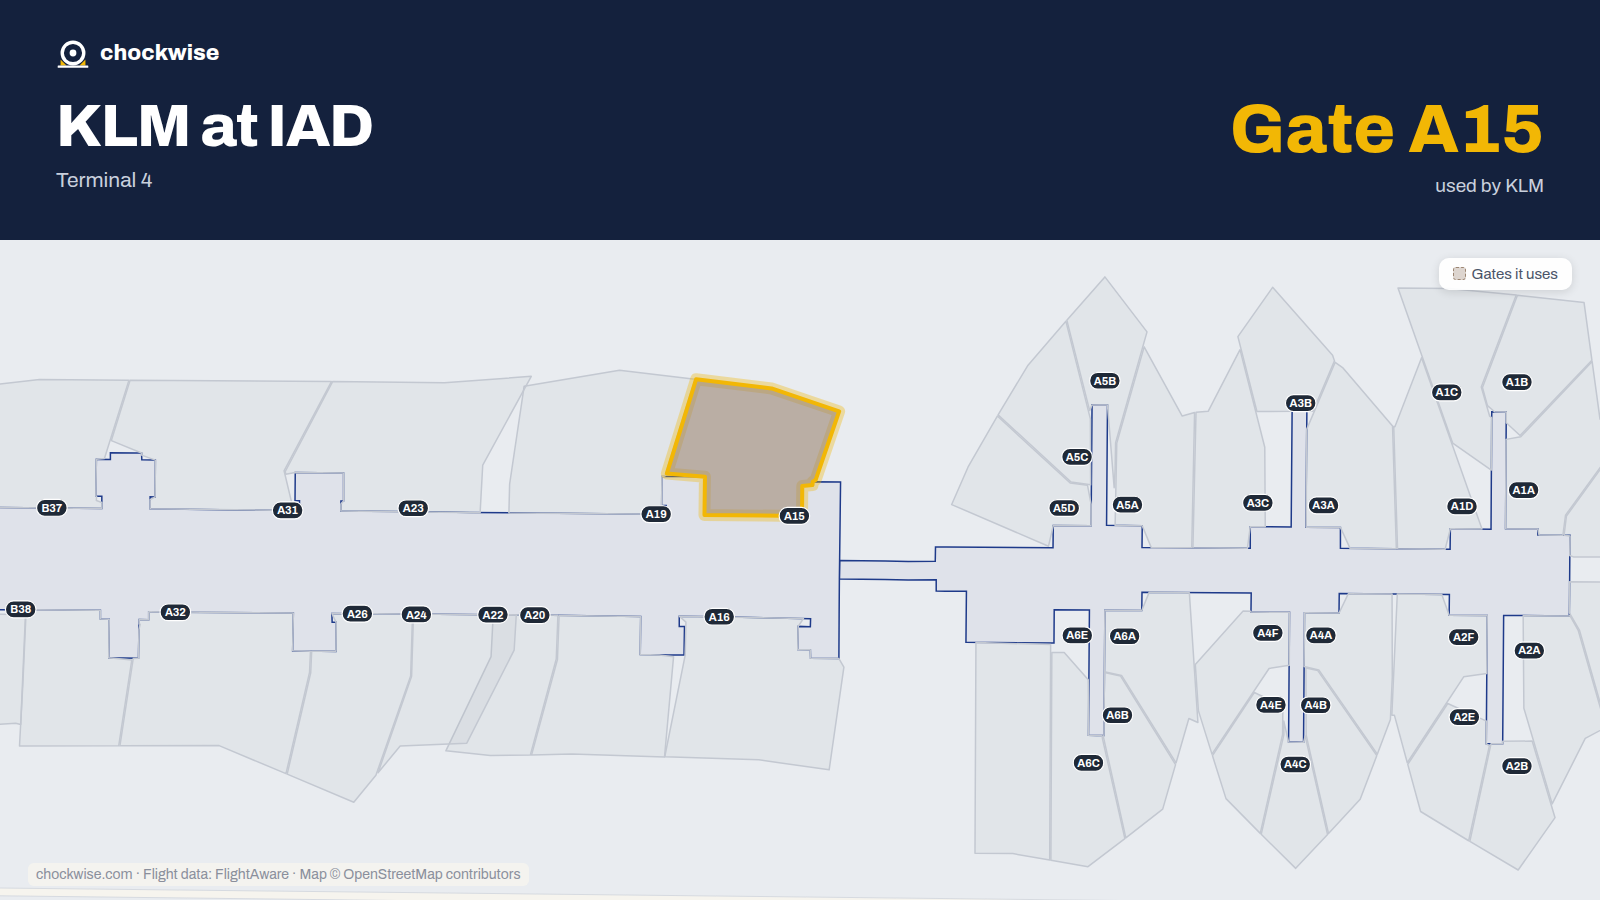 chockwise
KLM at IAD
Terminal 4
Gate A15
used by KLM
Gates it uses
A5B
A1B
A1C
A3B
A5C
A1A
B37
A31
A23
A19
A15
A5D
A5A
A3C
A3A
A1D
B38
A32
A26
A24
A22
A20
A16
A6E
A6A
A4F
A4A
A2F
A2A
A4E
A4B
A6B
A2E
A6C
A4C
A2B
chockwise.com · Flight data: FlightAware · Map © OpenStreetMap contributors